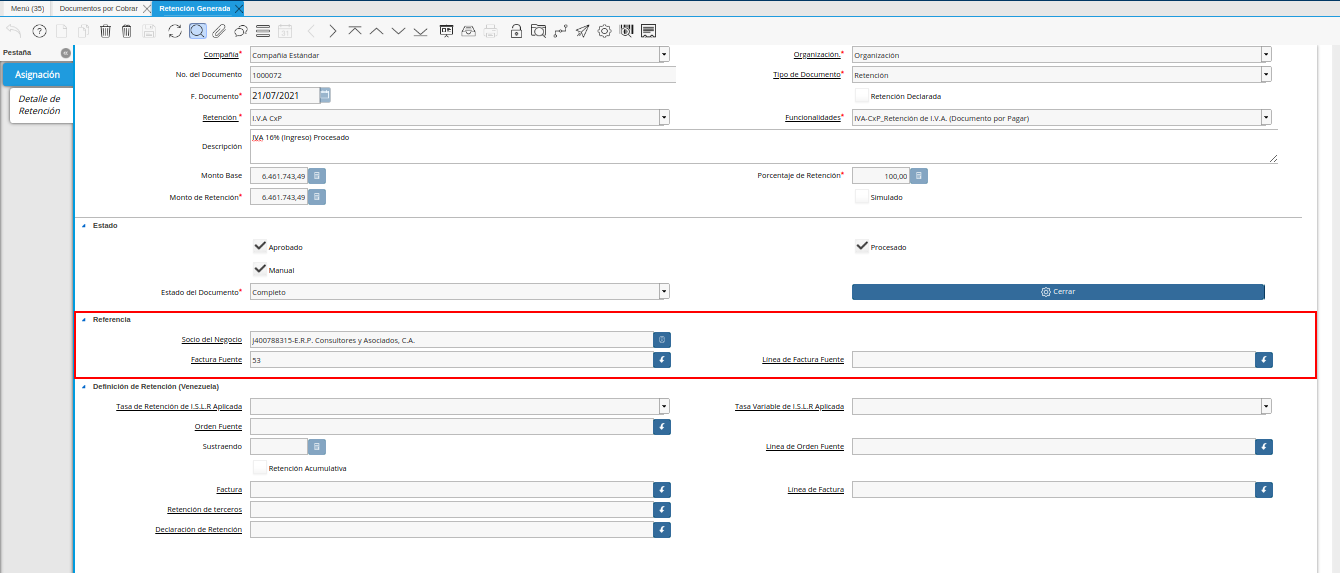 Menú (35) Documentos por Cobrar Retención Generada
Pestaña
Asignación
Detalle de
Retención
Compañía* Compañía Estándar Organización.* Organización
No. del Documento 1000072 Tipo de Documento* Retención
F. Documento* 21/07/2021 Retención Declarada
Retención * I.V.A CxP Funcionalidades* IVA-CxP_Retención de I.V.A. (Documento por Pagar)
Descripción IVA 16% (Ingreso) Procesado
Monto Base 6.461.743,49 Porcentaje de Retención* 100,00
Monto de Retención* 6.461.743,49 Simulado
Estado
Aprobado Procesado
Manual
Estado del Documento* Completo Cerrar
Referencia
Socio del Negocio J400788315-E.R.P. Consultores y Asociados, C.A.
Factura Fuente 53 Línea de Factura Fuente
Definición de Retención (Venezuela)
Tasa de Retención de I.S.L.R Aplicada Tasa Variable de I.S.L.R Aplicada
Orden Fuente
Sustraendo Línea de Orden Fuente
Retención Acumulativa
Factura Línea de Factura
Retención de terceros
Declaración de Retención